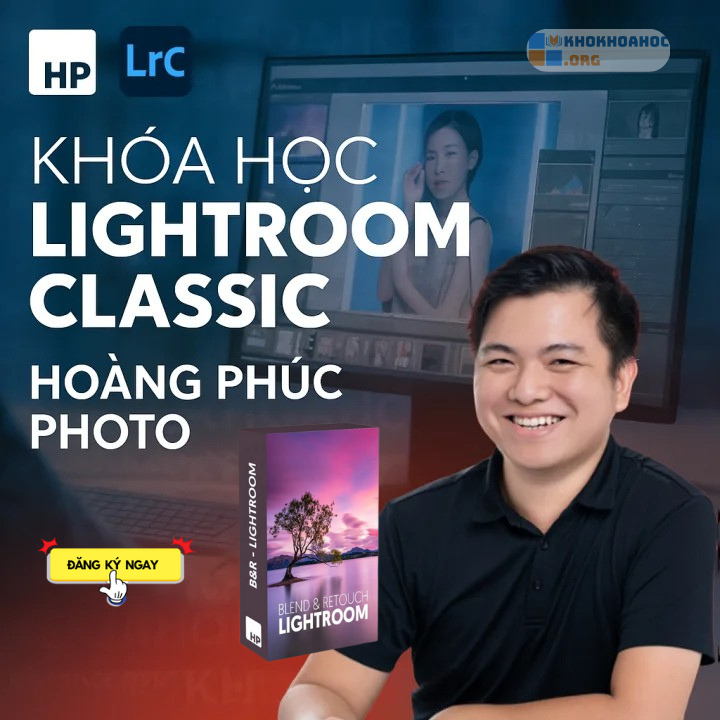 HP
LrC
KHOKHOAHOC
.ORG
KHÓA HỌC
LIGHTROOM
CLASSIC
HOÀNG PHÚC
PHOTO
B&R - LIGHTROOM
BLEND & RETOUCH
LIGHTROOM
HP
ĐĂNG KÝ NGAY